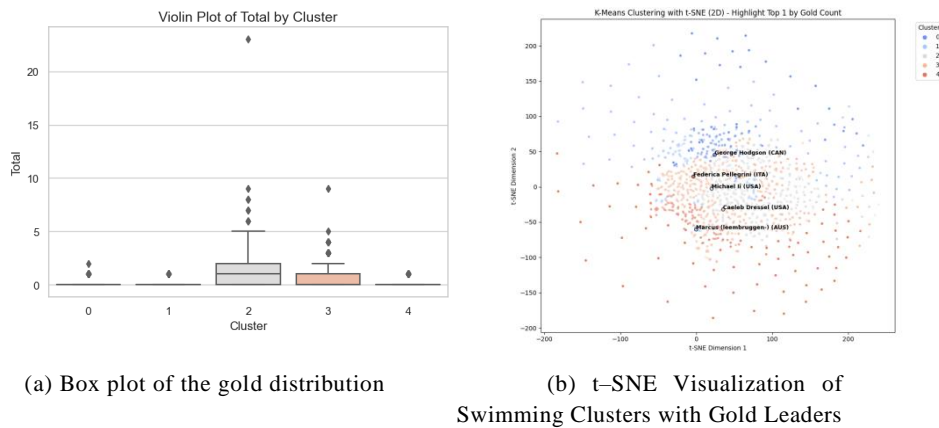 Violin Plot of Total by Cluster
20
15
10
5
0
Total
0 1 2 3 4
Cluster
(a) Box plot of the gold distribution
K-Means Clustering with t-SNE (2D) - Highlight Top 1 by Gold Count
Cluster
0
1
2
3
4
200
150
100
50
0
−50
−100
−150
−200
t-SNE Dimension 2
George Hodgson (CAN)
Federica Pellegrini (ITA)
Michael Ii (USA)
Caeleb Dressel (USA)
Marcus (leembruggen-) (AUS)
−200 −100 0 100 200
t-SNE Dimension 1
(b) t–SNE Visualization of
Swimming Clusters with Gold Leaders